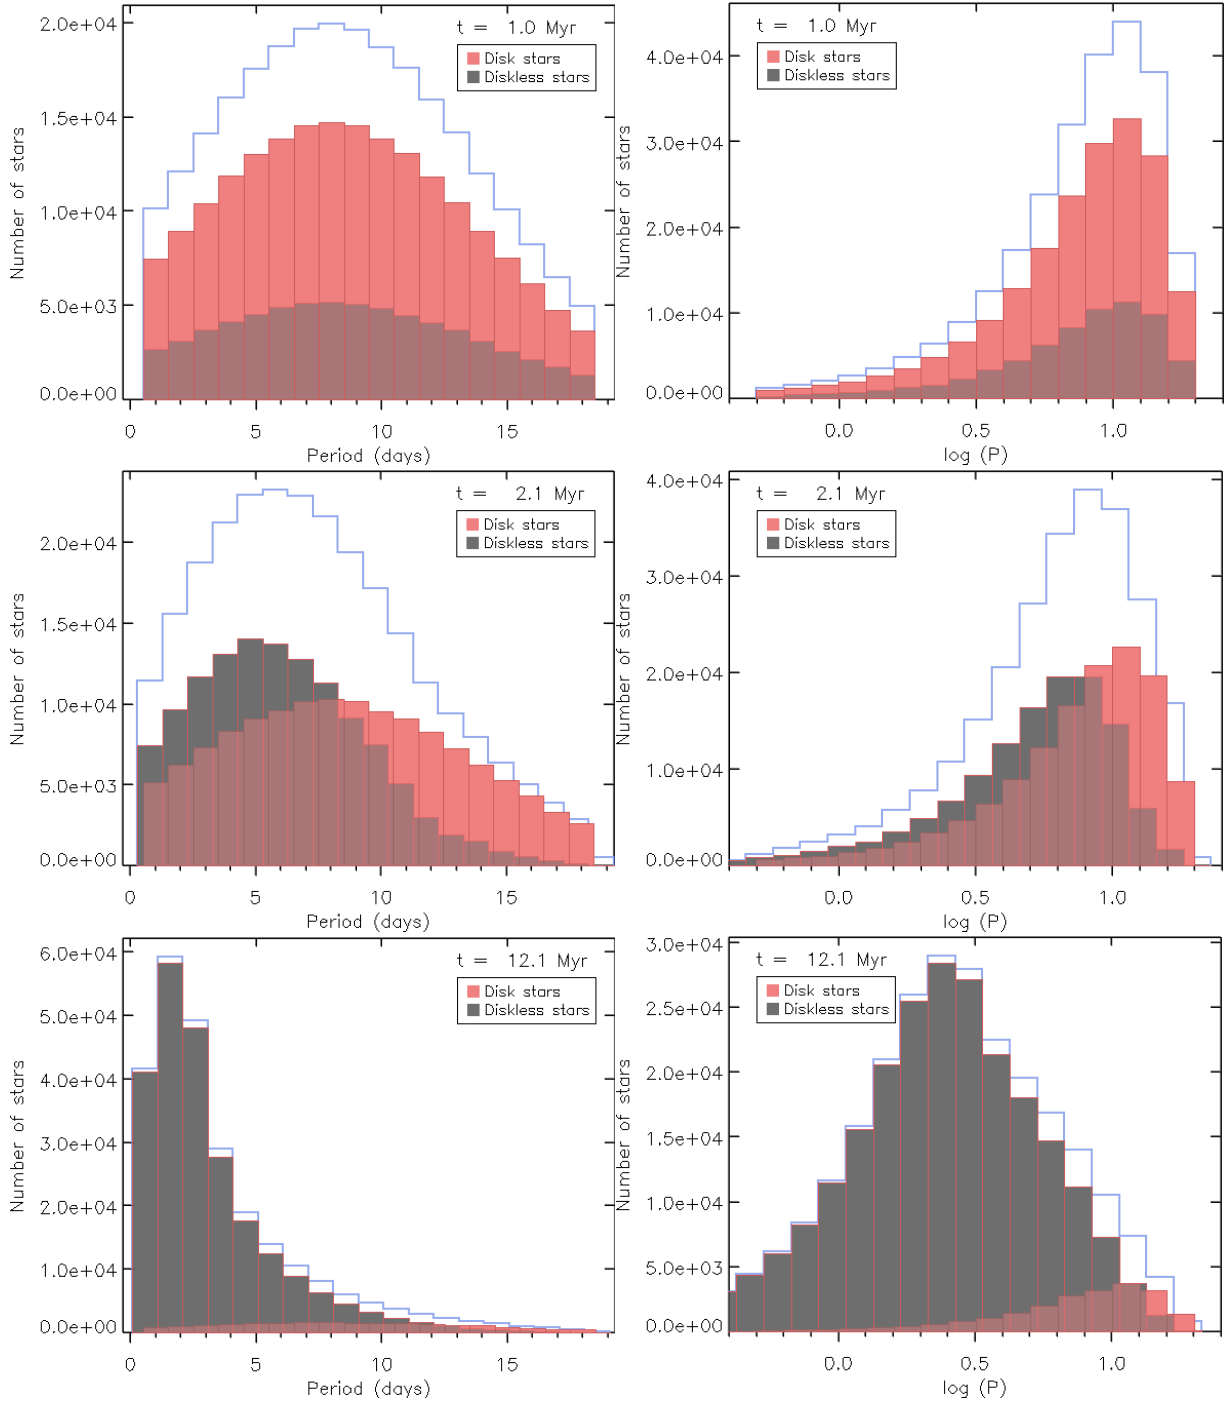 t = 1.0 Myr
Disk stars
Diskless stars
2.0e+04
1.5e+04
1.0e+04
5.0e+03
0.0e+00
Number of stars
0 5 10 15
Period (days)
t = 1.0 Myr
Disk stars
Diskless stars
4.0e+04
3.0e+04
2.0e+04
1.0e+04
0.0e+00
Number of stars
0.0 0.5 1.0
log (P)
t = 2.1 Myr
Disk stars
Diskless stars
2.0e+04
1.5e+04
1.0e+04
5.0e+03
0.0e+00
Number of stars
0 5 10 15
Period (days)
t = 2.1 Myr
Disk stars
Diskless stars
4.0e+04
3.0e+04
2.0e+04
1.0e+04
0.0e+00
Number of stars
0.0 0.5 1.0
log (P)
t = 12.1 Myr
Disk stars
Diskless stars
6.0e+04
5.0e+04
4.0e+04
3.0e+04
2.0e+04
1.0e+04
0.0e+00
Number of stars
0 5 10 15
Period (days)
t = 12.1 Myr
Disk stars
Diskless stars
3.0e+04
2.5e+04
2.0e+04
1.5e+04
1.0e+04
5.0e+03
0.0e+00
Number of stars
0.0 0.5 1.0
log (P)